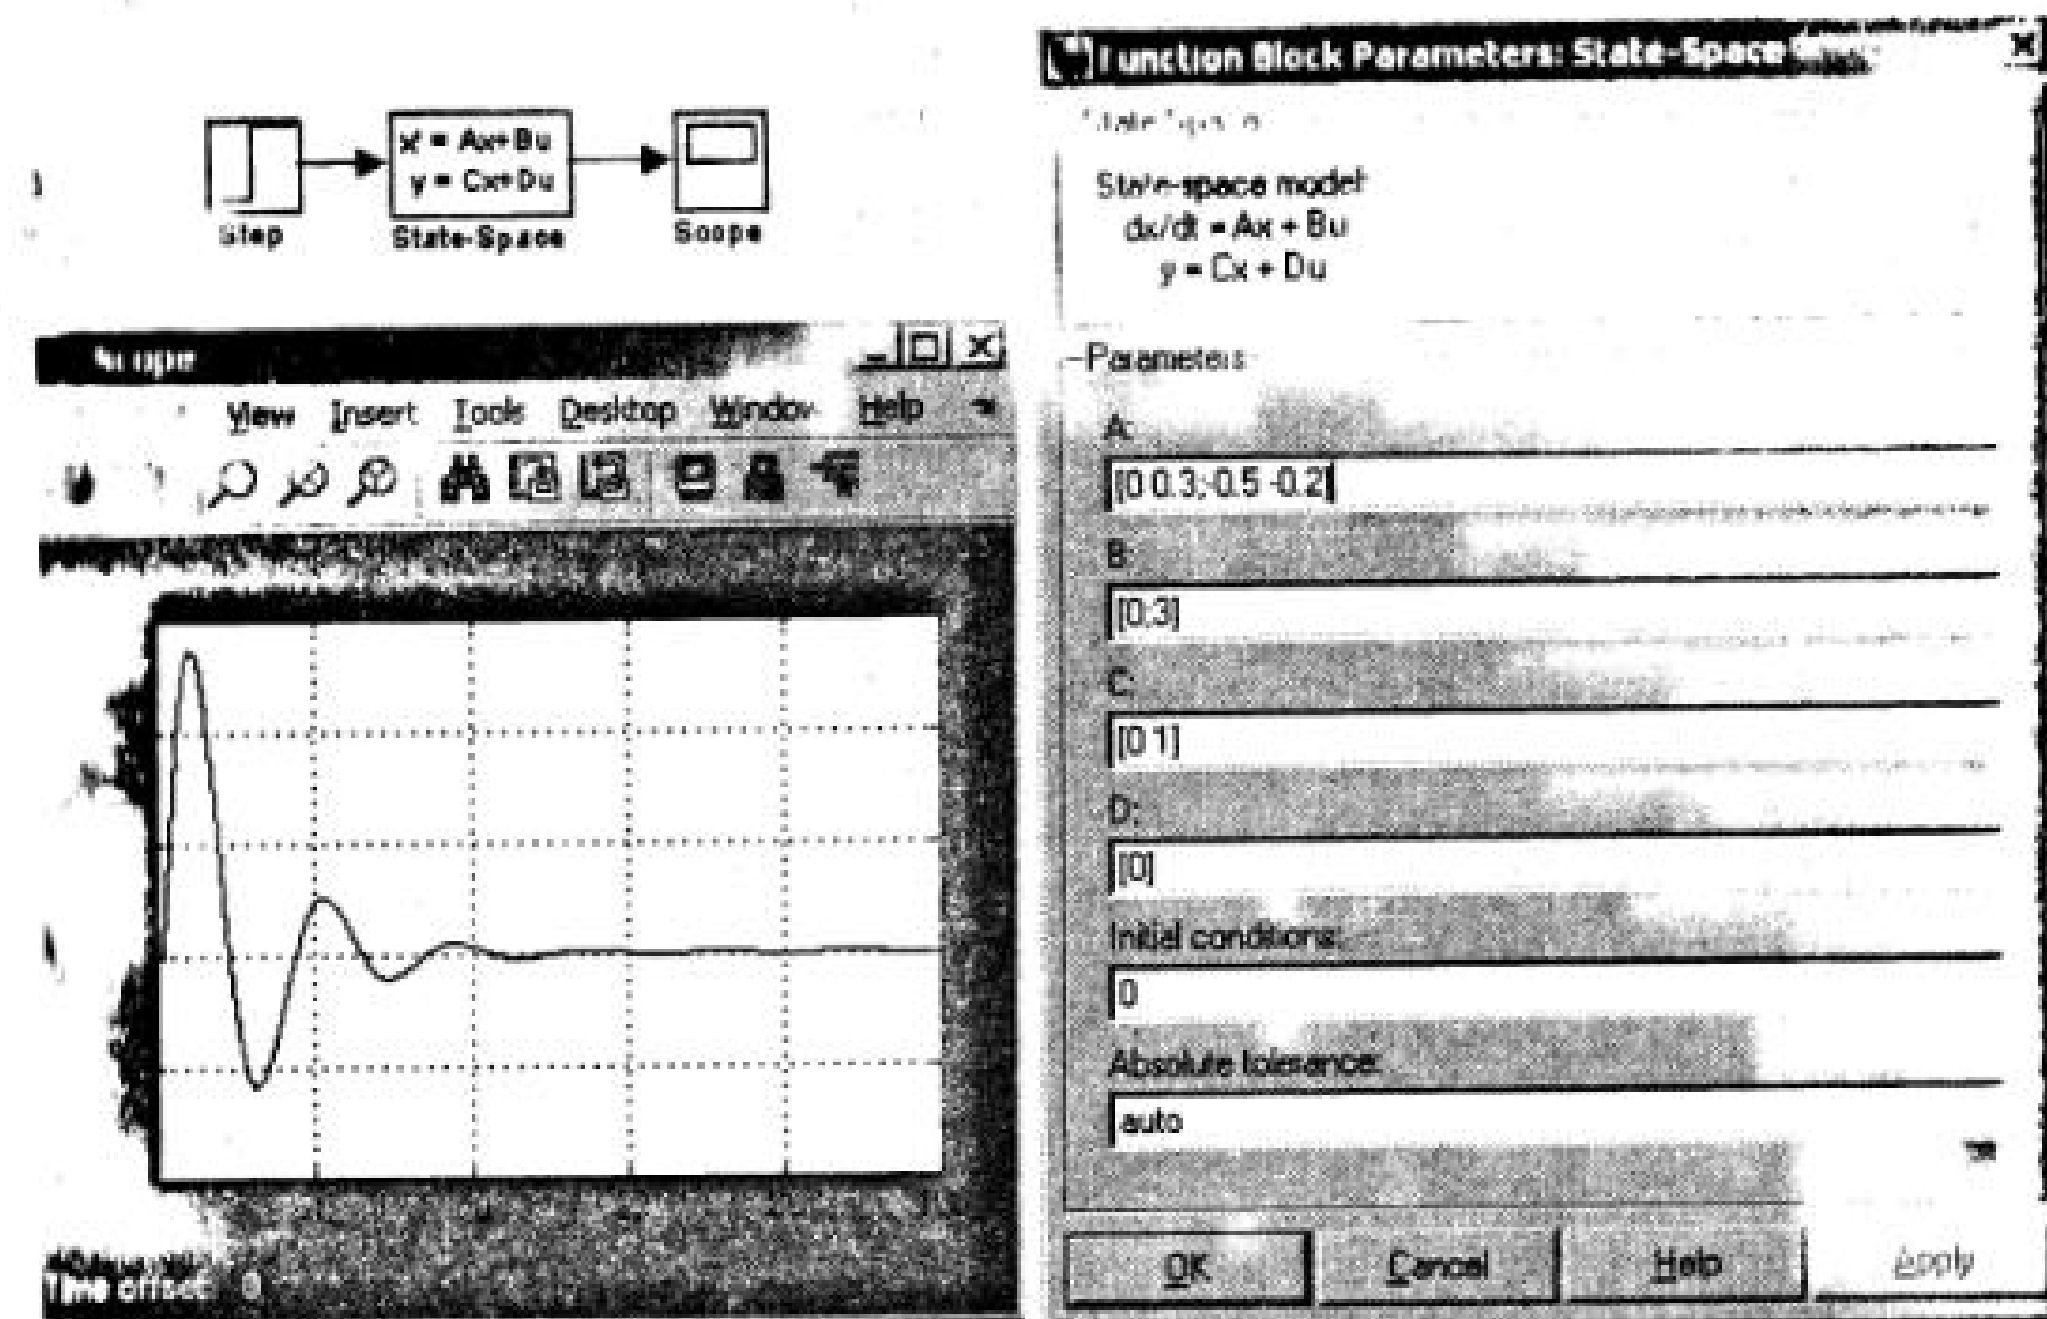 x' = Ax+Bu
y = Cx+Du
Step
State-Space
Scope
Scope
View Insert Tools Desktop Window Help
Time offset: 0
Function Block Parameters: State-Space
State-space model:
dx/dt = Ax + Bu
y = Cx + Du
Parameters
A:
[0 0.3;-0.5 -0.2]
B:
[0;3]
C:
[0 1]
D:
[0]
Initial conditions:
0
Absolute tolerance:
auto
OK Cancel Help Apply